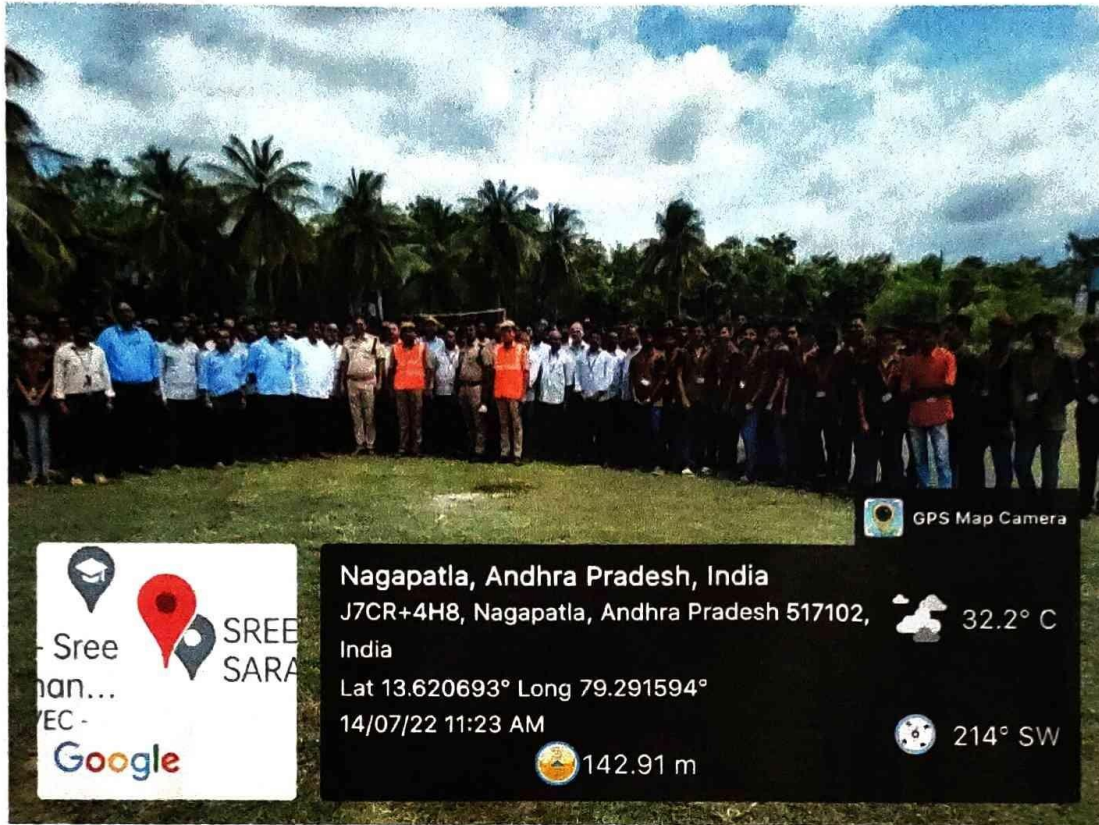 GPS Map Camera
Sree
SREE
SARA
Google
Nagapatla, Andhra Pradesh, India
J7CR+4H8, Nagapatla, Andhra Pradesh 517102,
India
Lat 13.620693° Long 79.291594°
14/07/22 11:23 AM
142.91 m
32.2° C
214° SW